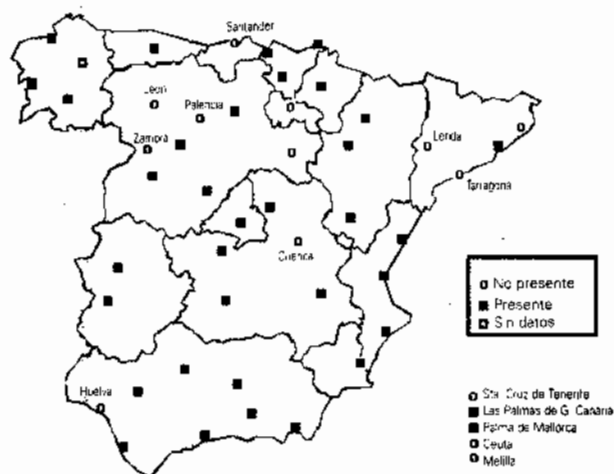 Santander
León
Palencia
Zamora
Lerida
Tarragona
Cuenca
No presente
Presente
Sin datos
Huelva
Sta. Cruz de Tenerife
Las Palmas de G. Canaria
Palma de Mallorca
Ceuta
Melilla